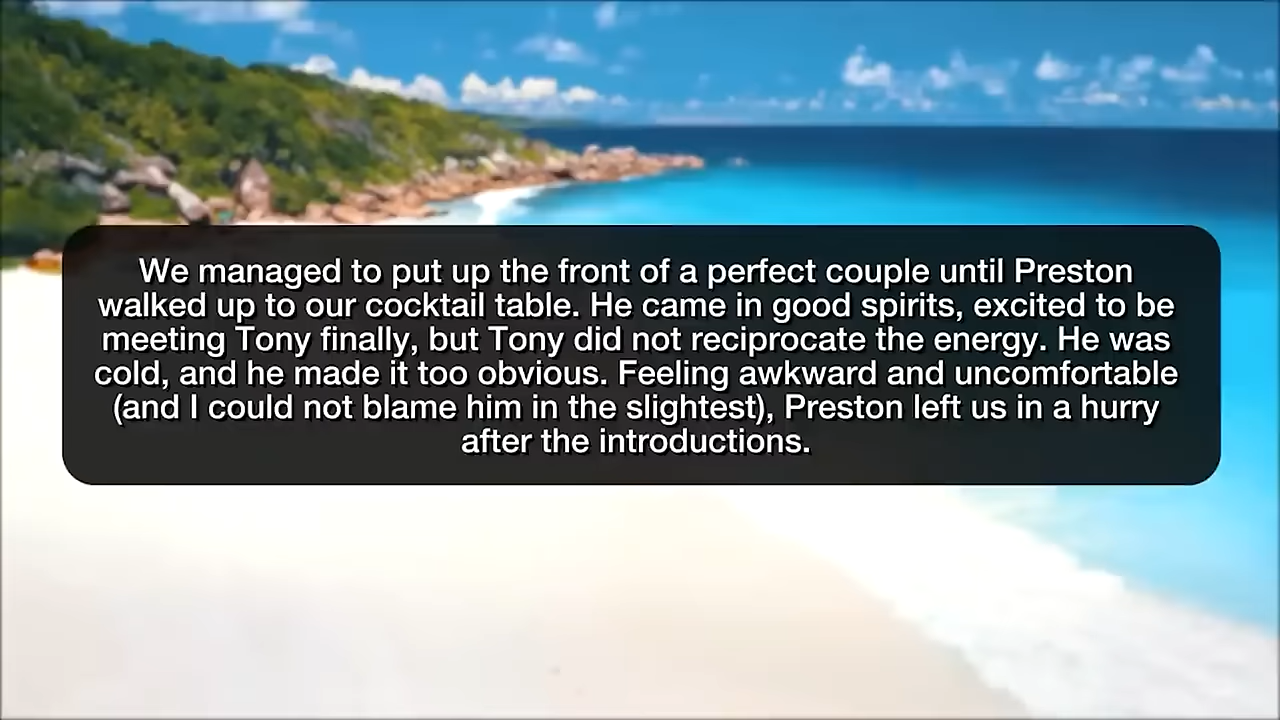 We managed to put up the front of a perfect couple until Preston
walked up to our cocktail table. He came in good spirits, excited to be
meeting Tony finally, but Tony did not reciprocate the energy. He was
cold, and he made it too obvious. Feeling awkward and uncomfortable
(and I could not blame him in the slightest), Preston left us in a hurry
after the introductions.